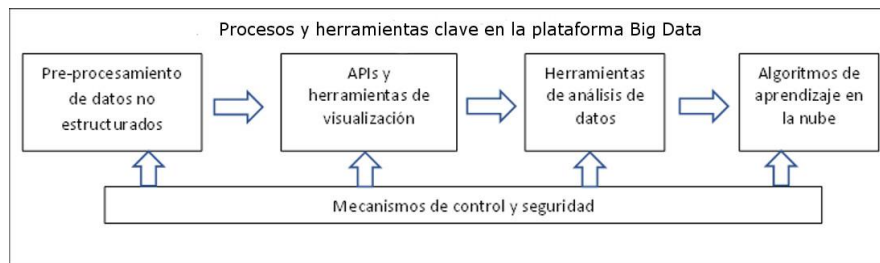 Procesos y herramientas clave en la plataforma Big Data
Pre-procesamiento
de datos no
estructurados
APIs y
herramientas de
visualización
Herramientas
de análisis de
datos
Algoritmos de
aprendizaje en
la nube
Mecanismos de control y seguridad